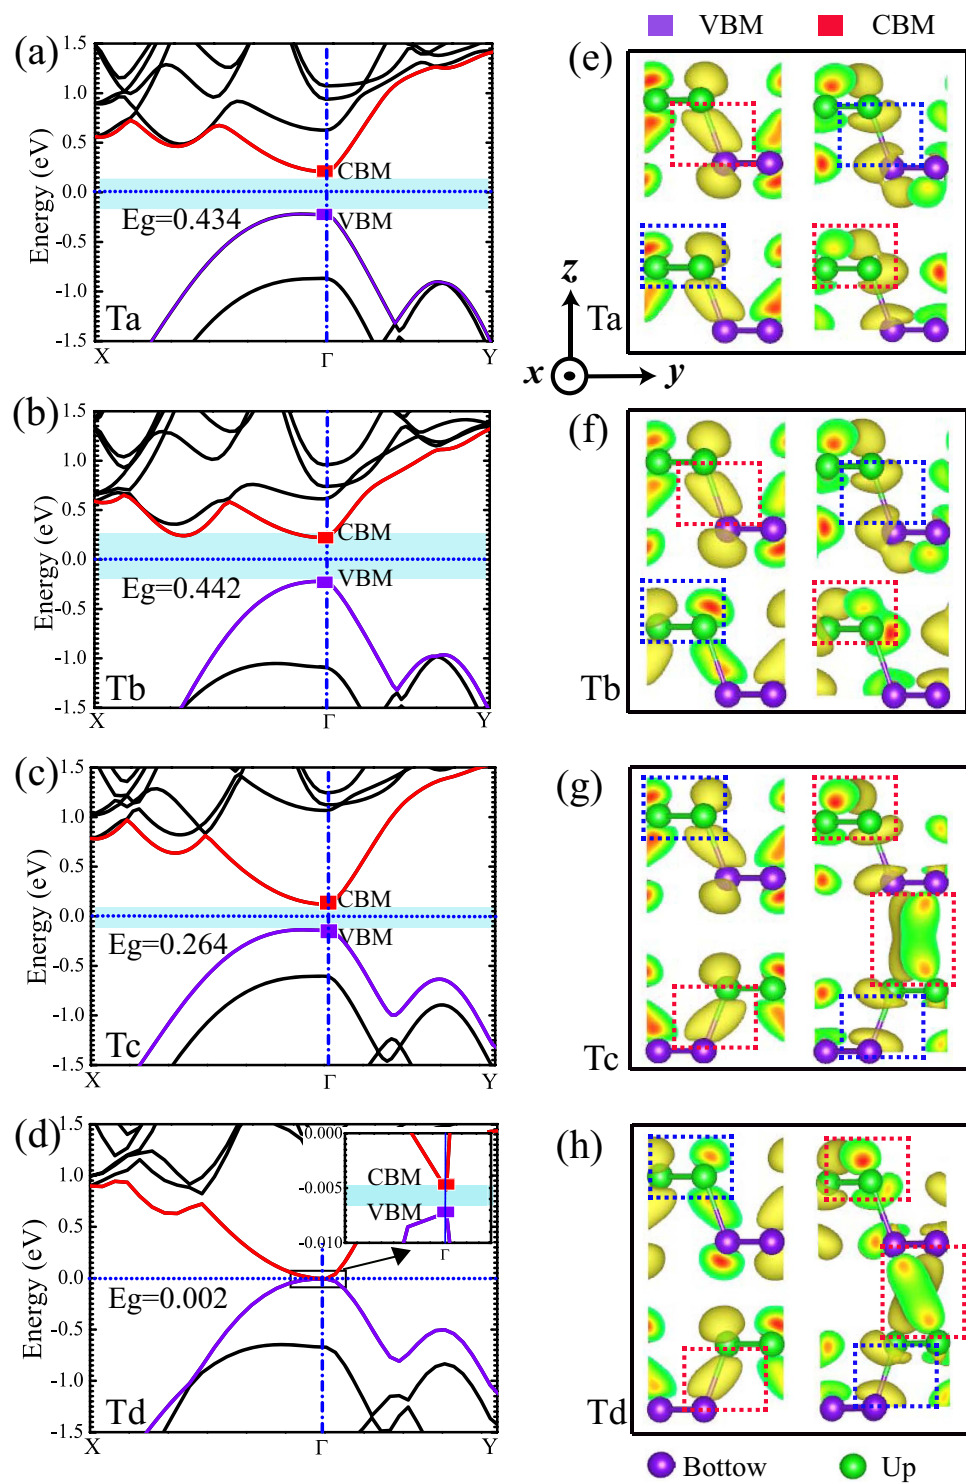 VBM CBM
(a)
1.5
1.0
0.5
0.0
-0.5
-1.0
-1.5
Energy (eV)
CBM
Eg=0.434
VBM
Ta
X Γ Y
(e)
Ta
z
x
y
(b)
1.5
1.0
0.5
0.0
-0.5
-1.0
-1.5
Energy (eV)
CBM
Eg=0.442
VBM
Tb
X Γ Y
(f)
Tb
(c)
1.5
1.0
0.5
0.0
-0.5
-1.0
-1.5
Energy (eV)
CBM
Eg=0.264
VBM
Tc
X Γ Y
(g)
Tc
(d)
1.5
1.0
0.5
0.0
-0.5
-1.0
-1.5
Energy (eV)
0.000
CBM
-0.005
VBM
-0.010
Γ
Eg=0.002
Td
X Γ Y
(h)
Td
Bottow Up